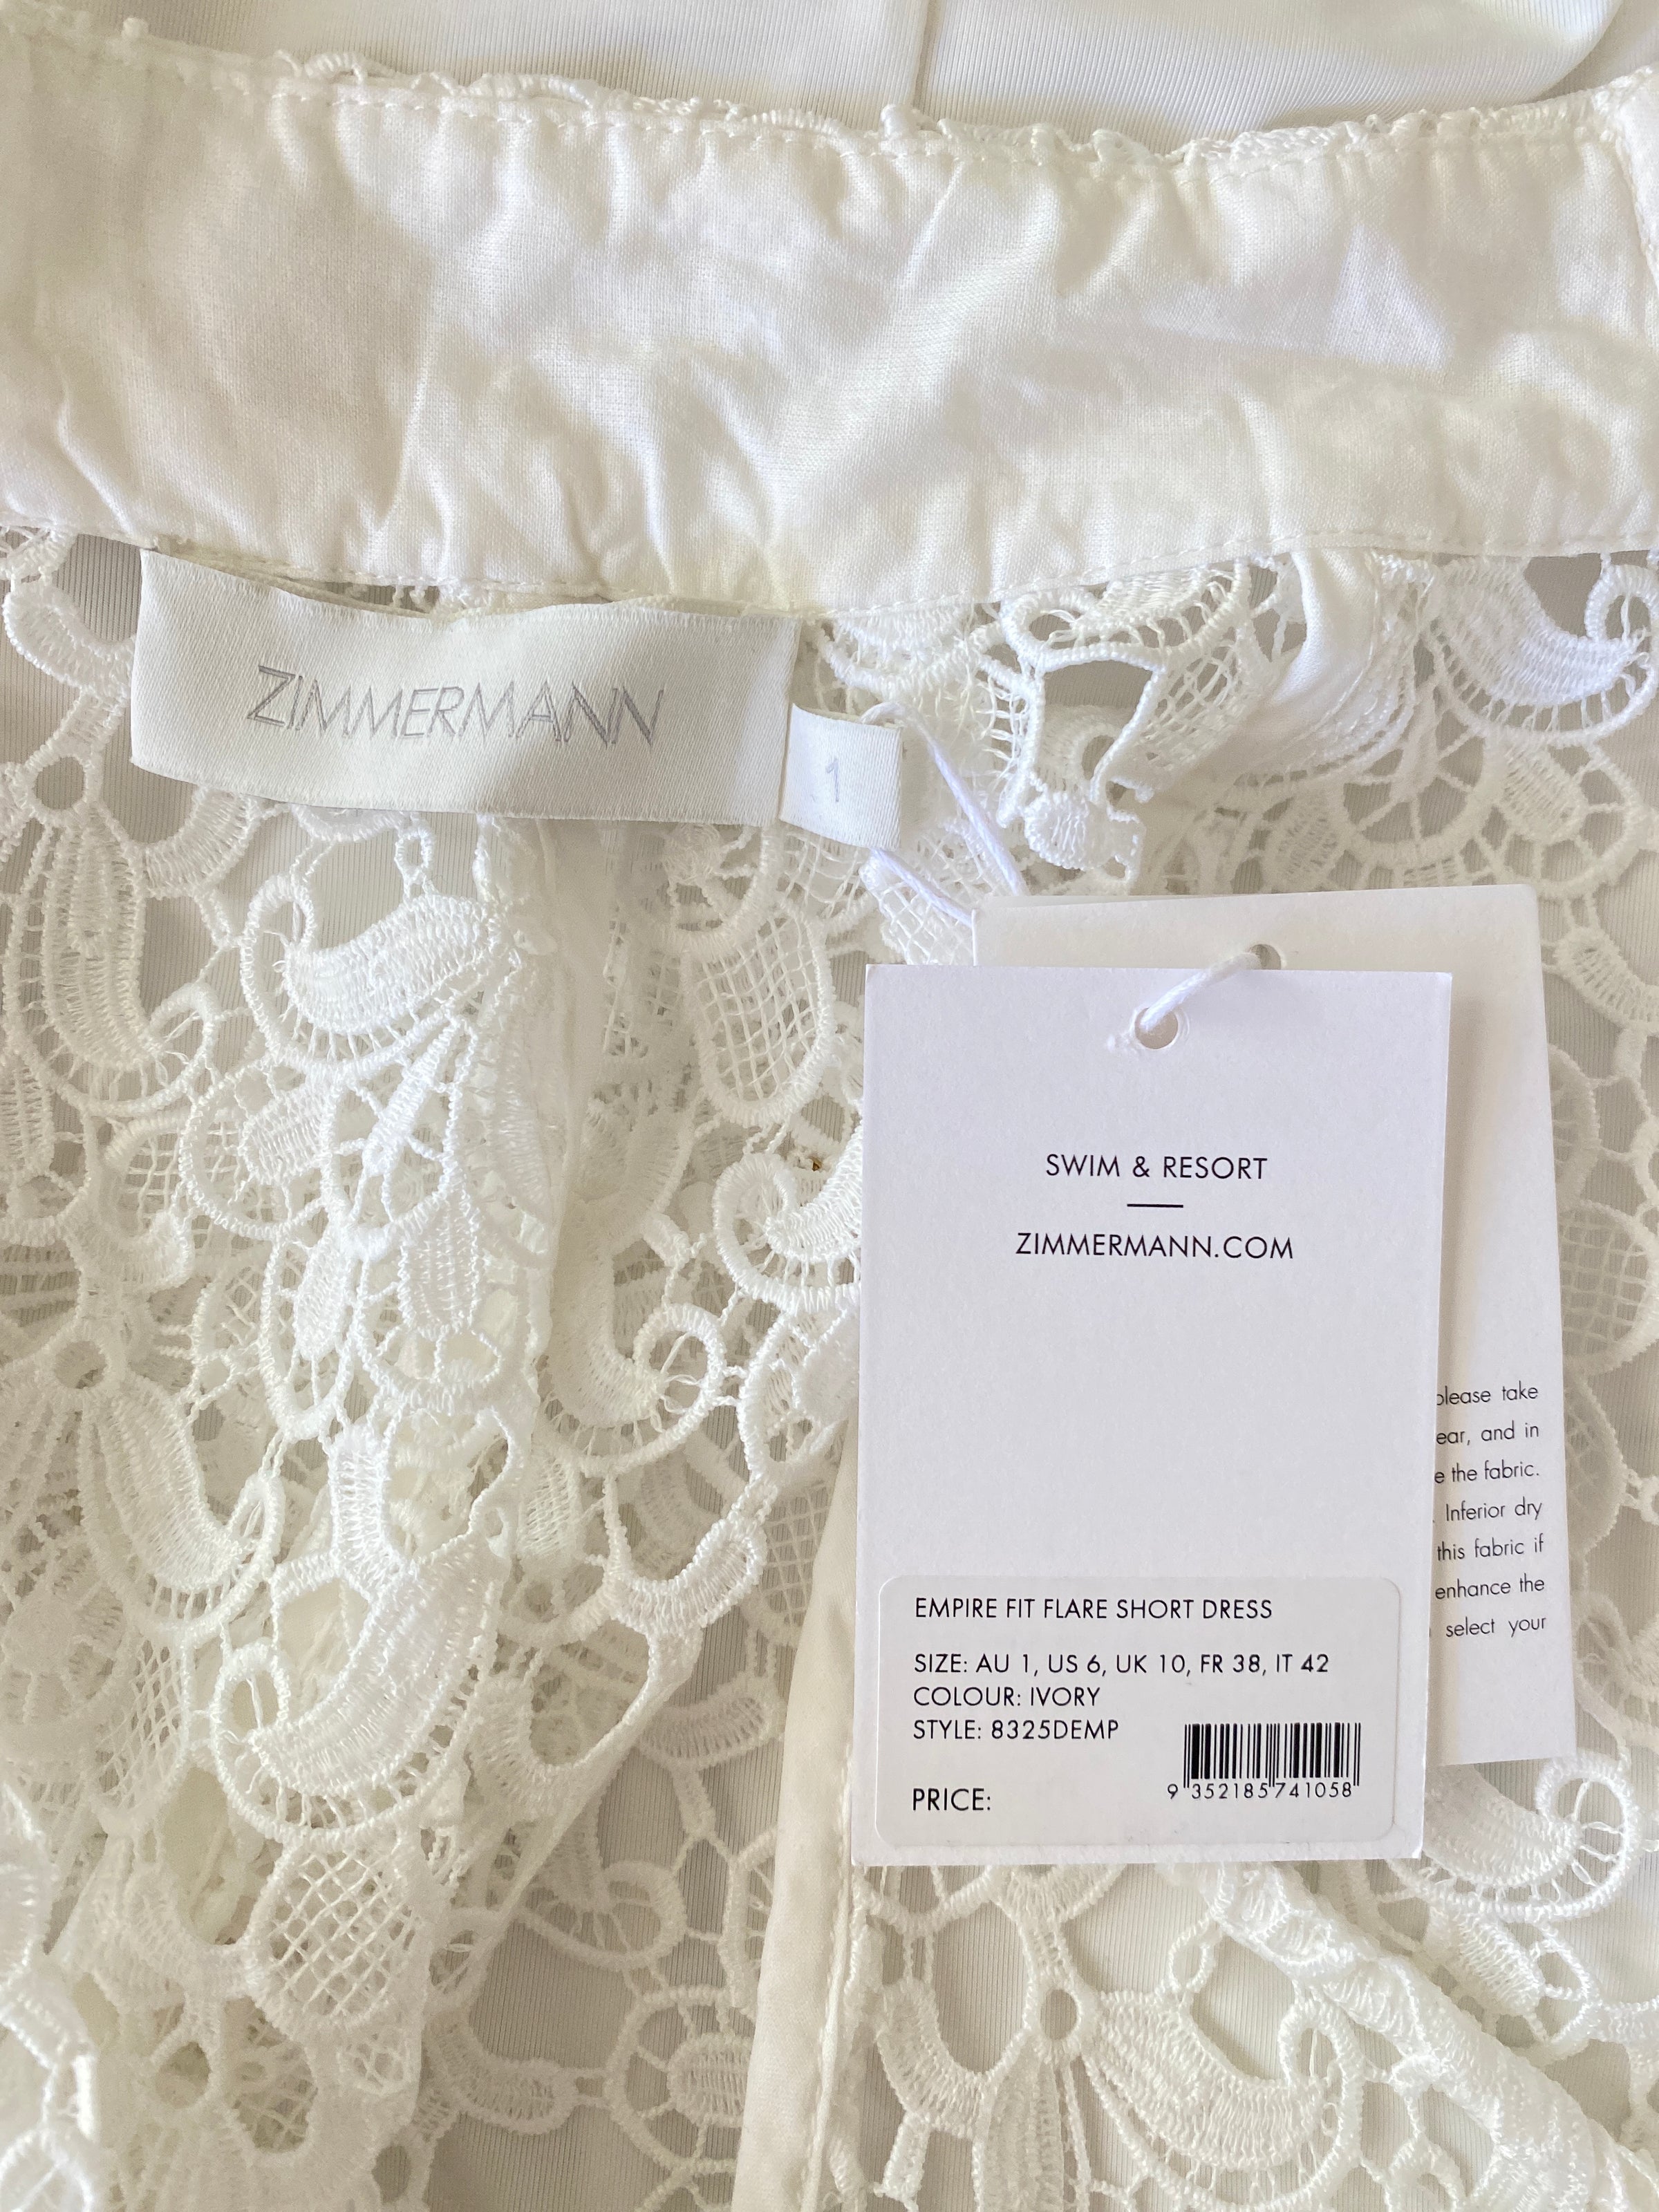 ZIMMERMANN
1
SWIM & RESORT
ZIMMERMANN.COM
please take
ear, and in
e the fabric.
. Inferior dry
this fabric if
enhance the
select your
EMPIRE FIT FLARE SHORT DRESS
SIZE: AU 1, US 6, UK 10, FR 38, IT 42
COLOUR: IVORY
STYLE: 8325DEMP
PRICE:
9 352185 741058